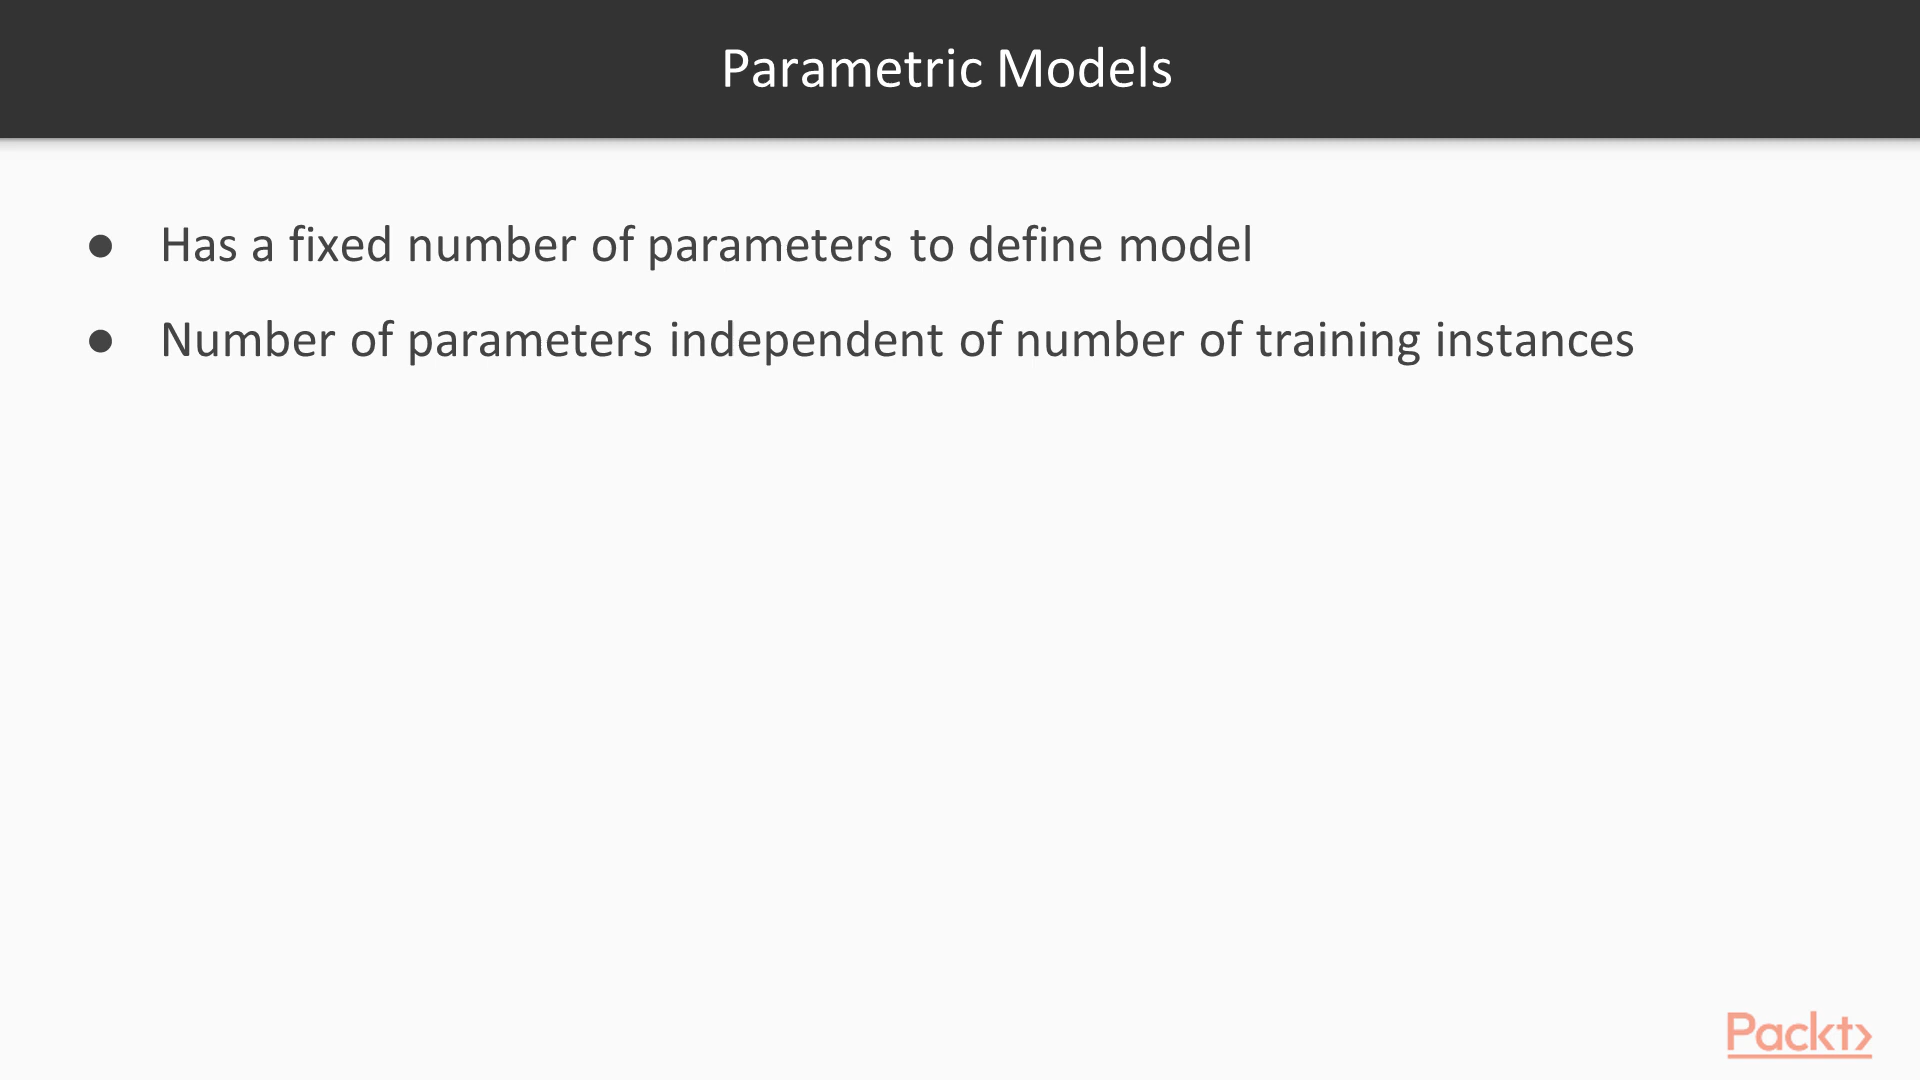 Parametric Models
● Has a fixed number of parameters to define model
● Number of parameters independent of number of training instances
Packt>